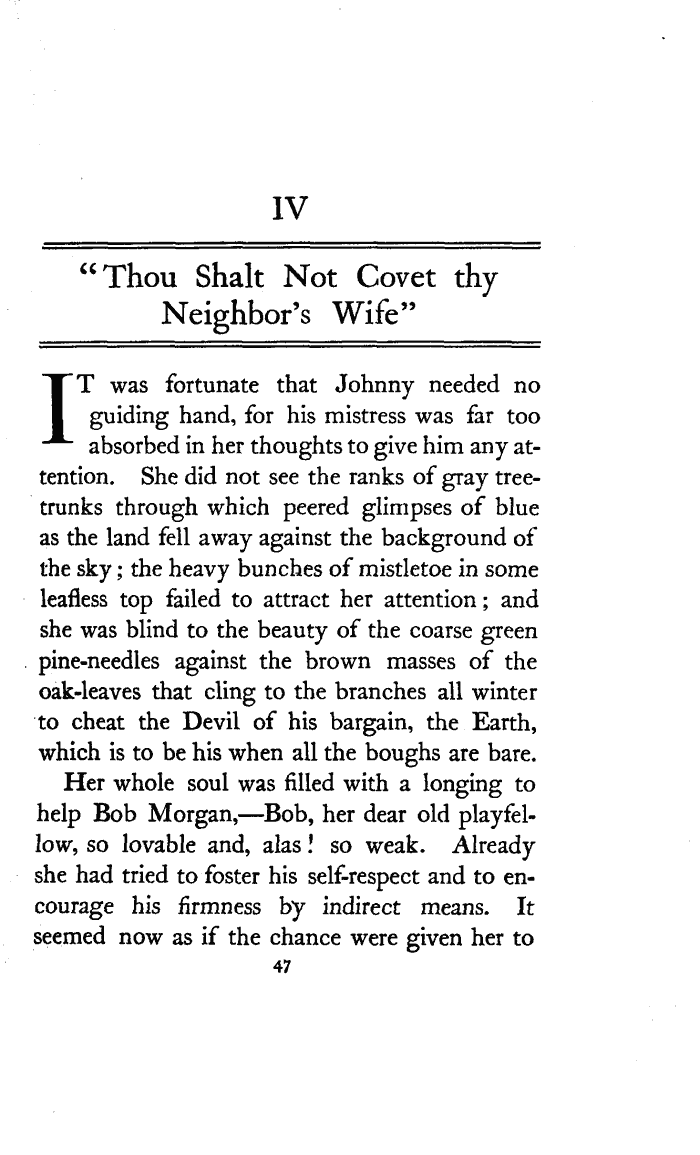 IV
“Thou Shalt Not Covet thy
Neighbor’s Wife”
IT was fortunate that Johnny needed no
guiding hand, for his mistress was far too
absorbed in her thoughts to give him any at-
tention. She did not see the ranks of gray tree-
trunks through which peered glimpses of blue
as the land fell away against the background of
the sky; the heavy bunches of mistletoe in some
leafless top failed to attract her attention; and
she was blind to the beauty of the coarse green
pine-needles against the brown masses of the
oak-leaves that cling to the branches all winter
to cheat the Devil of his bargain, the Earth,
which is to be his when all the boughs are bare.
Her whole soul was filled with a longing to
help Bob Morgan,—Bob, her dear old playfel-
low, so lovable and, alas! so weak. Already
she had tried to foster his self-respect and to en-
courage his firmness by indirect means. It
seemed now as if the chance were given her to
47